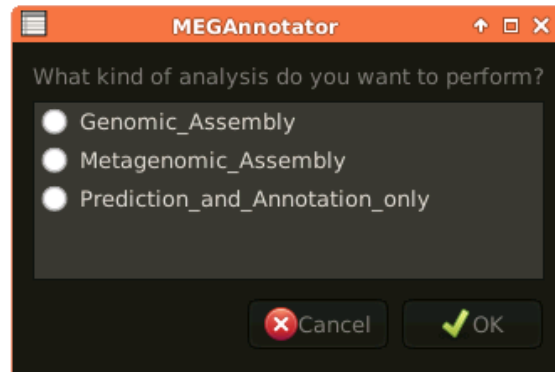 MEGAnnotator
What kind of analysis do you want to perform?
Genomic_Assembly
Metagenomic_Assembly
Prediction_and_Annotation_only
Cancel
OK